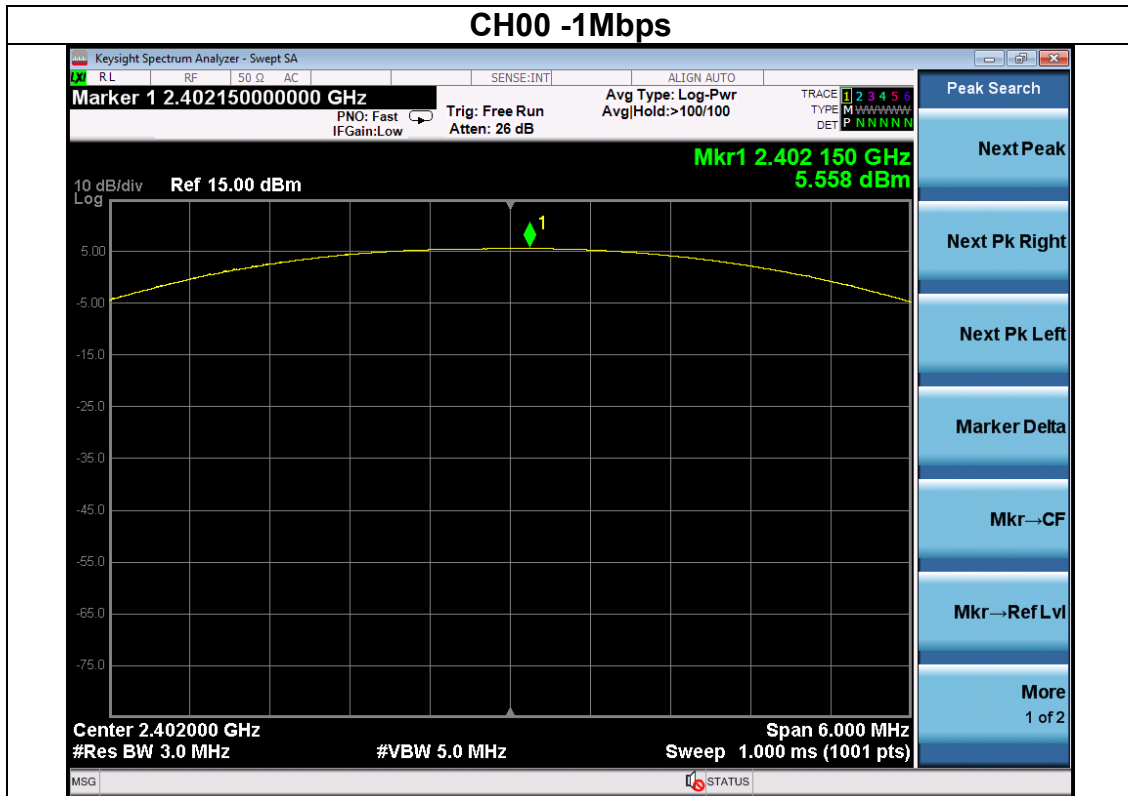 CH00 -1Mbps
Keysight Spectrum Analyzer - Swept SA
LXI RL RF 50 Ω AC SENSE:INT ALIGN AUTO
Marker 1 2.402150000000 GHz
PNO: Fast
IFGain:Low
Trig: Free Run
Atten: 26 dB
Avg Type: Log-Pwr
Avg|Hold:>100/100
TRACE 1 2 3 4 5 6
TYPE MWWWWW
DET P N N N N N
Mkr1 2.402 150 GHz
5.558 dBm
10 dB/div Ref 15.00 dBm
Log
1
5.00
-5.00
-15.0
-25.0
-35.0
-45.0
-55.0
-65.0
-75.0
Center 2.402000 GHz Span 6.000 MHz
#Res BW 3.0 MHz #VBW 5.0 MHz Sweep 1.000 ms (1001 pts)
MSG STATUS
Peak Search
Next Peak
Next Pk Right
Next Pk Left
Marker Delta
Mkr→CF
Mkr→Ref Lvl
More
1 of 2